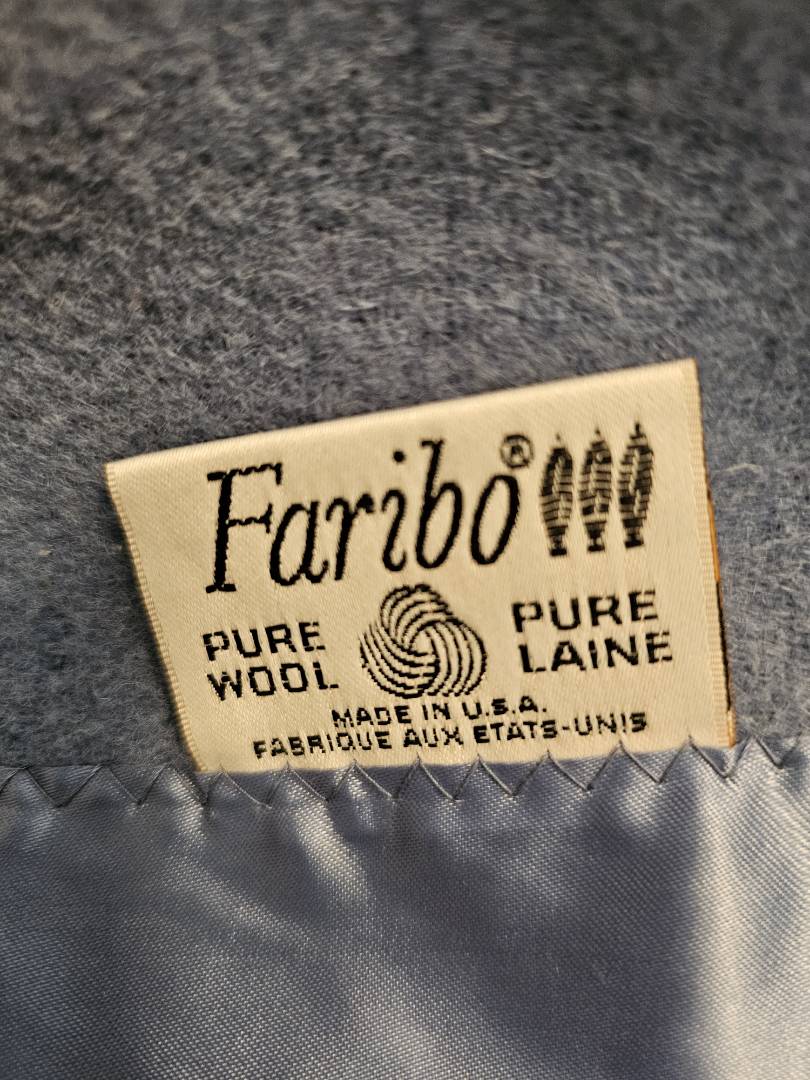 Faribo®
PURE WOOL
PURE LAINE
MADE IN U.S.A.
FABRIQUE AUX ETATS-UNIS